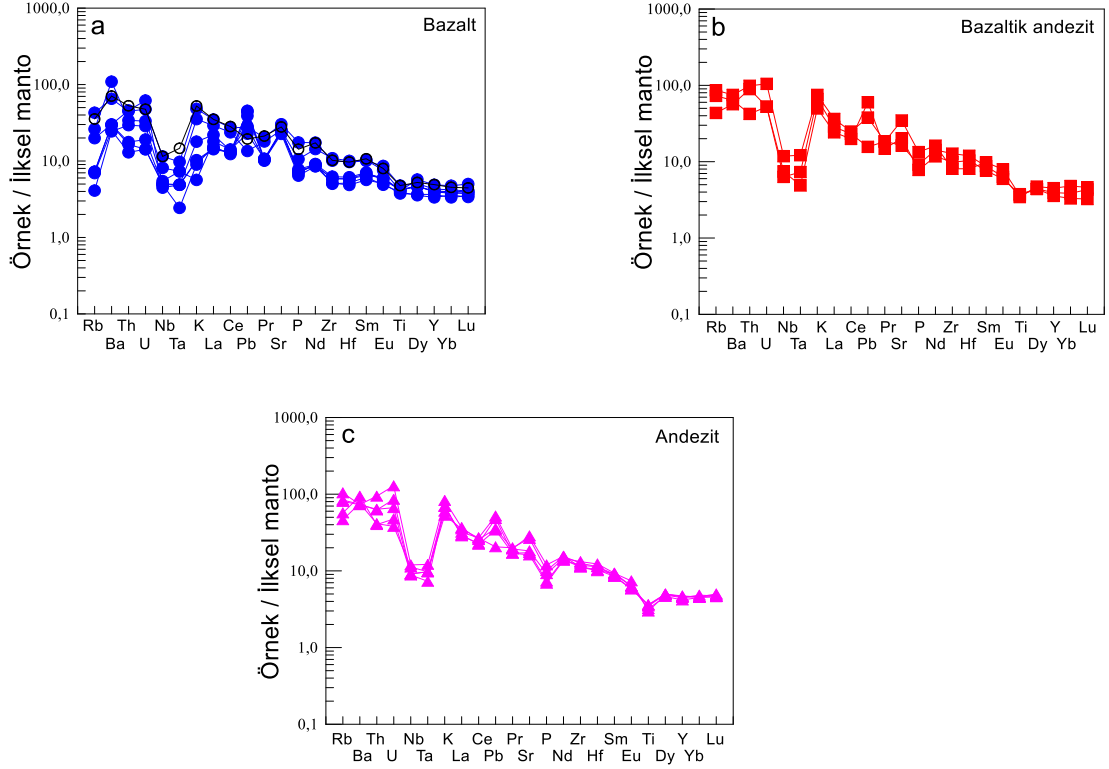 a
Bazalt
Örnek / İlksel manto
1000,0
100,0
10,0
1,0
0,1
Rb Th Nb K Ce Pr P Zr Sm Ti Y Lu
Ba U Ta La Pb Sr Nd Hf Eu Dy Yb
b
Bazaltik andezit
Örnek / İlksel manto
1000,0
100,0
10,0
1,0
0,1
Rb Th Nb K Ce Pr P Zr Sm Ti Y Lu
Ba U Ta La Pb Sr Nd Hf Eu Dy Yb
c
Andezit
Örnek / İlksel manto
1000,0
100,0
10,0
1,0
0,1
Rb Th Nb K Ce Pr P Zr Sm Ti Y Lu
Ba U Ta La Pb Sr Nd Hf Eu Dy Yb